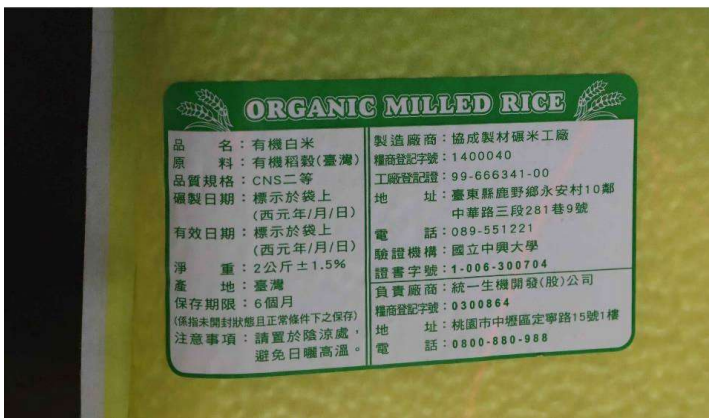 ORGANIC MILLED RICE
品名：有機白米
原料：有機稻穀(臺灣)
品質規格：CNS二等
碾製日期：標示於袋上
(西元年/月/日)
有效日期：標示於袋上
(西元年/月/日)
淨重：2公斤±1.5%
產地：臺灣
保存期限：6個月
(係指未開封狀態且正常條件下之保存)
注意事項：請置於陰涼處，
避免日曬高溫。
製造廠商：協成製材碾米工廠
糧商登記字號：1400040
工廠登記證：99-666341-00
地址：臺東縣鹿野鄉永安村10鄰
中華路三段281巷9號
電話：089-551221
驗證機構：國立中興大學
證書字號：1-006-300704
負責廠商：統一生機開發(股)公司
糧商登記字號：0300864
地址：桃園市中壢區定寧路15號1樓
電話：0800-880-988